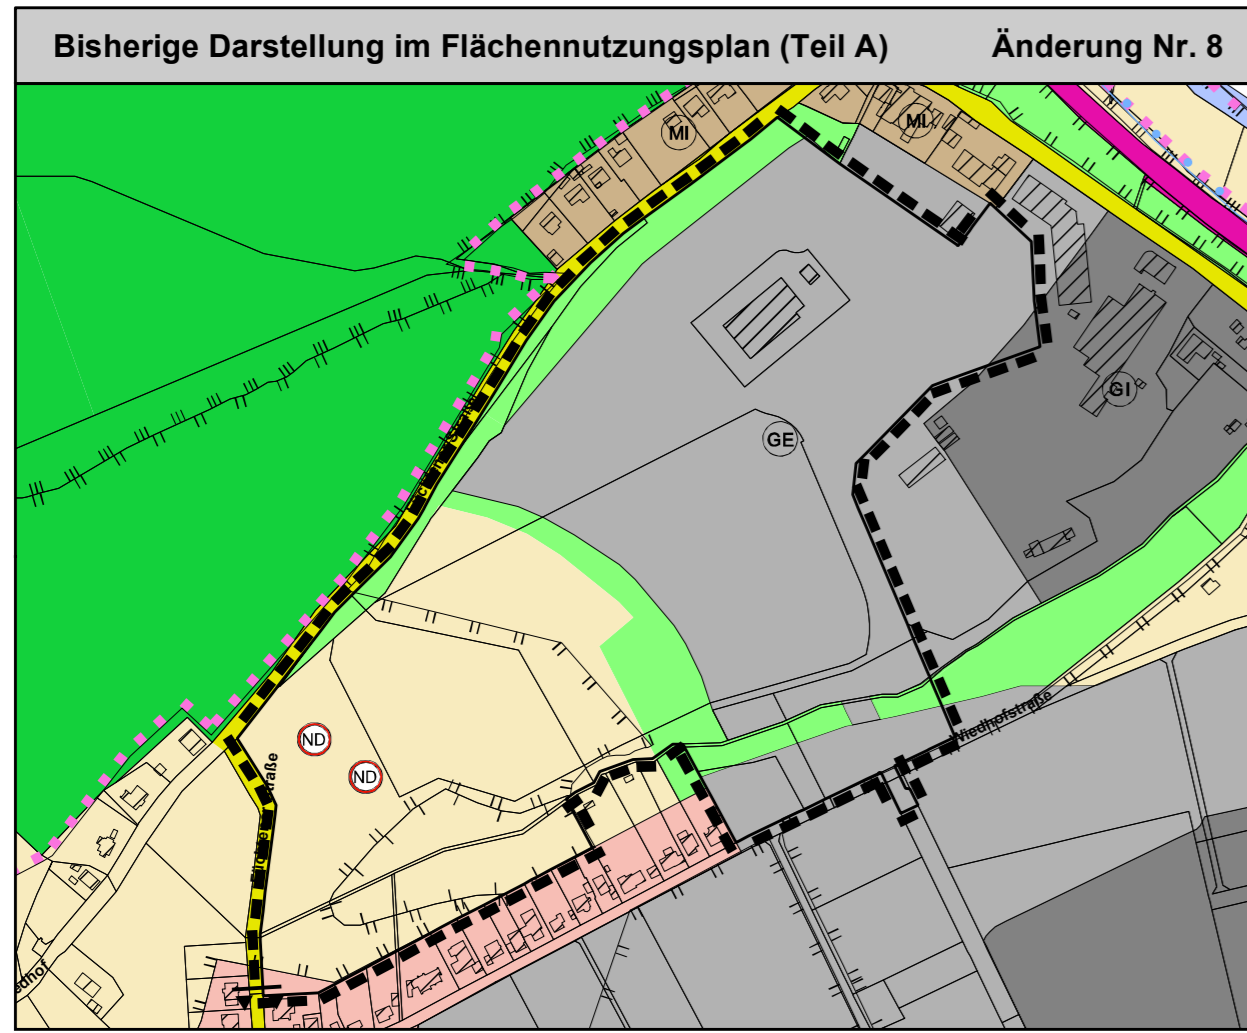 Bisherige Darstellung im Flächennutzungsplan (Teil A) Änderung Nr. 8
MI
MI
GI
GE
ND
ND
Wiedhofstraße